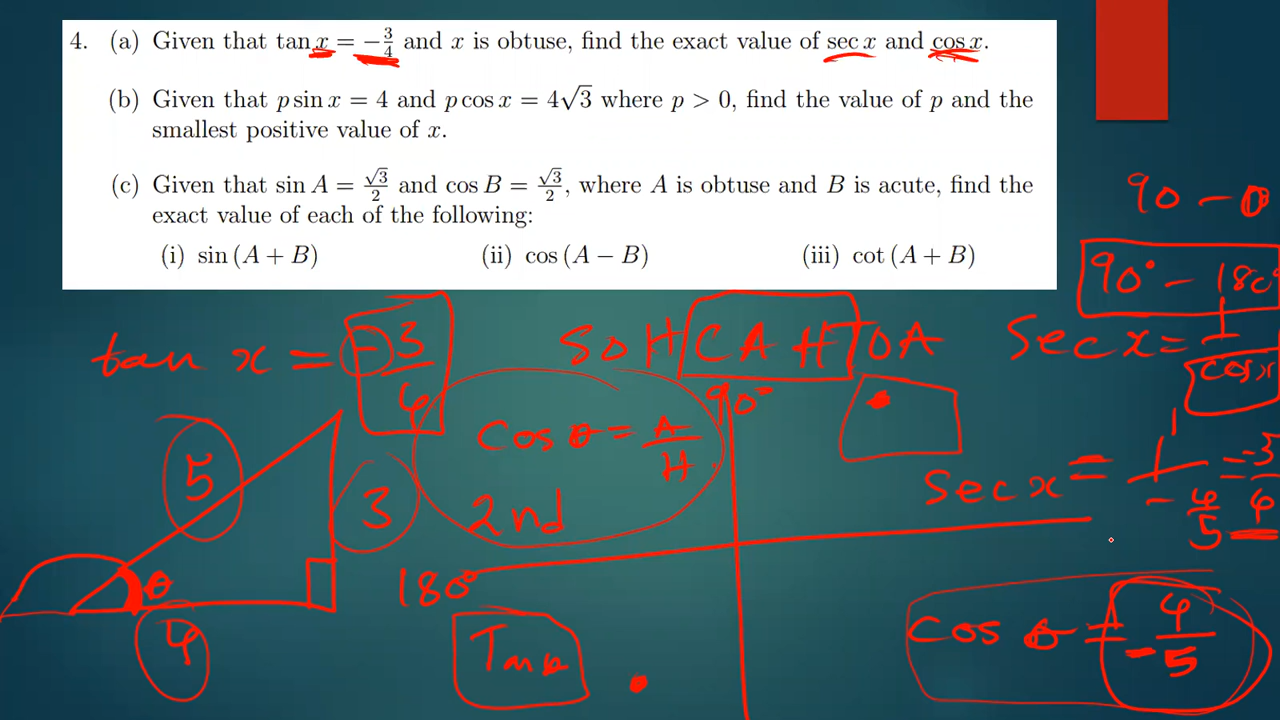 4. (a) Given that tan x = −3/4 and x is obtuse, find the exact value of sec x and cos x.
(b) Given that p sin x = 4 and p cos x = 4√3 where p > 0, find the value of p and the
smallest positive value of x.
(c) Given that sin A = √3/2 and cos B = √3/2, where A is obtuse and B is acute, find the
exact value of each of the following:
(i) sin (A + B) (ii) cos (A − B) (iii) cot (A + B)
90 – 0
90° – 180
tan x = – 3/4
SOH CAH TOA
Sec x = 1/cos x
90°
Cos θ = A/H
2nd
Sec x = 1/–4/5 = –5/4
5
3
θ
4
180°
Tan
Cos θ = –4/5